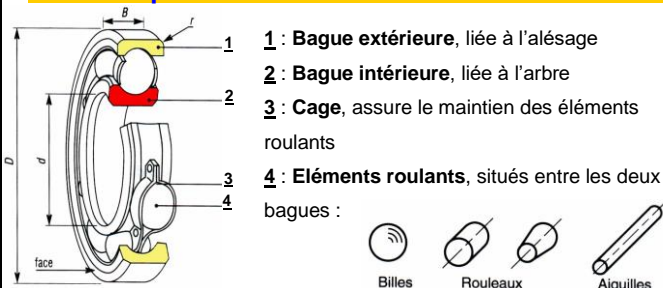 B
r
1
2
3
4
D
d
face
1 : Bague extérieure, liée à l'alésage
2 : Bague intérieure, liée à l'arbre
3 : Cage, assure le maintien des éléments
roulants
4 : Eléments roulants, situés entre les deux
bagues :
Billes
Rouleaux
Aiguilles